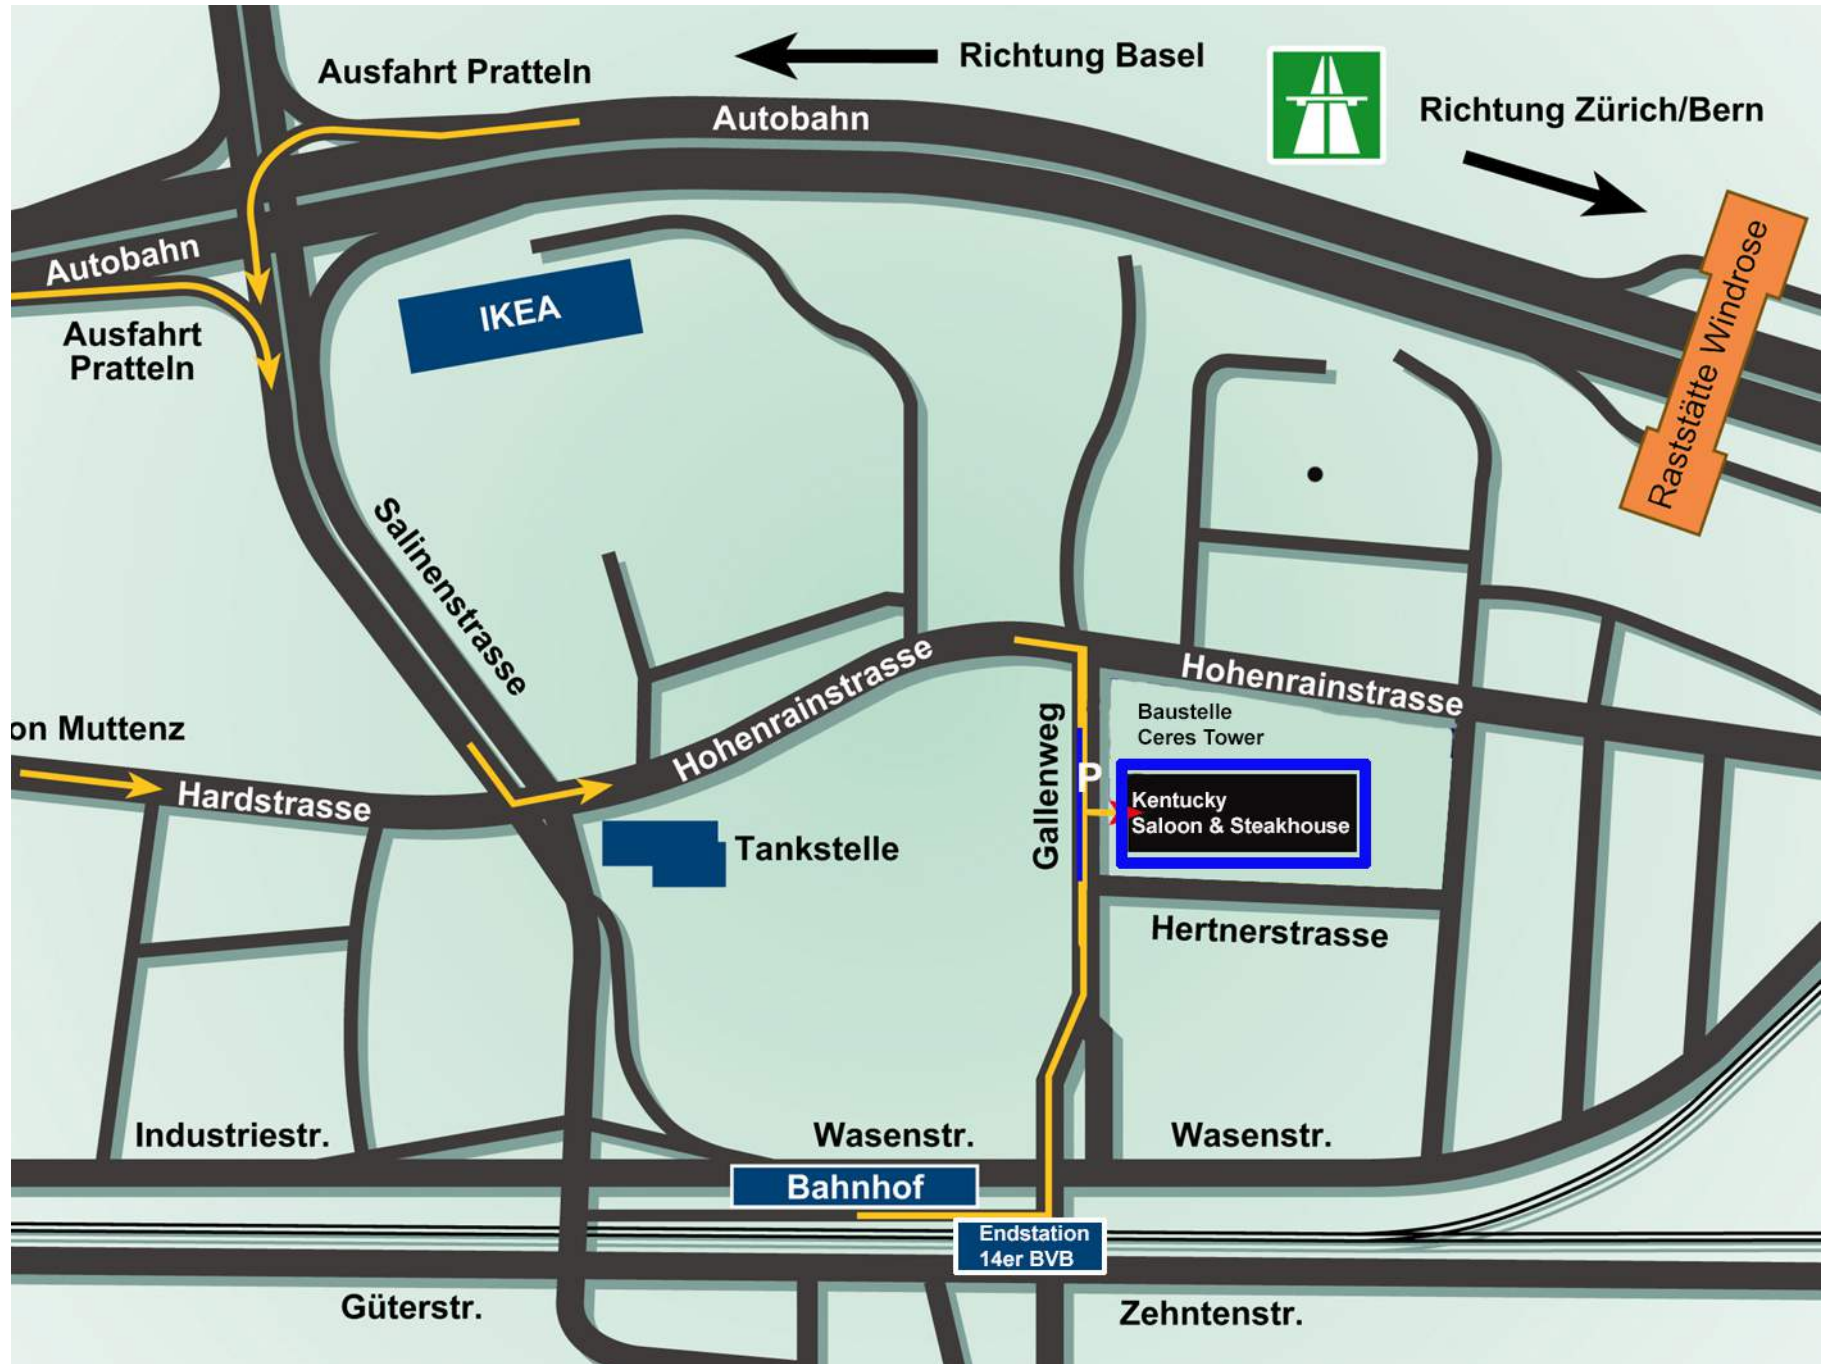 Ausfahrt Pratteln
Richtung Basel
Autobahn
Richtung Zürich/Bern
Autobahn
Ausfahrt
Pratteln
IKEA
Raststätte Windrose
Salinenstrasse
Hohenrainstrasse
Hohenrainstrasse
on Muttenz
Hardstrasse
Baustelle
Ceres Tower
Gallenweg
P
Kentucky
Saloon & Steakhouse
Tankstelle
Hertnerstrasse
Industriestr.
Wasenstr.
Wasenstr.
Bahnhof
Endstation
14er BVB
Güterstr.
Zehntenstr.